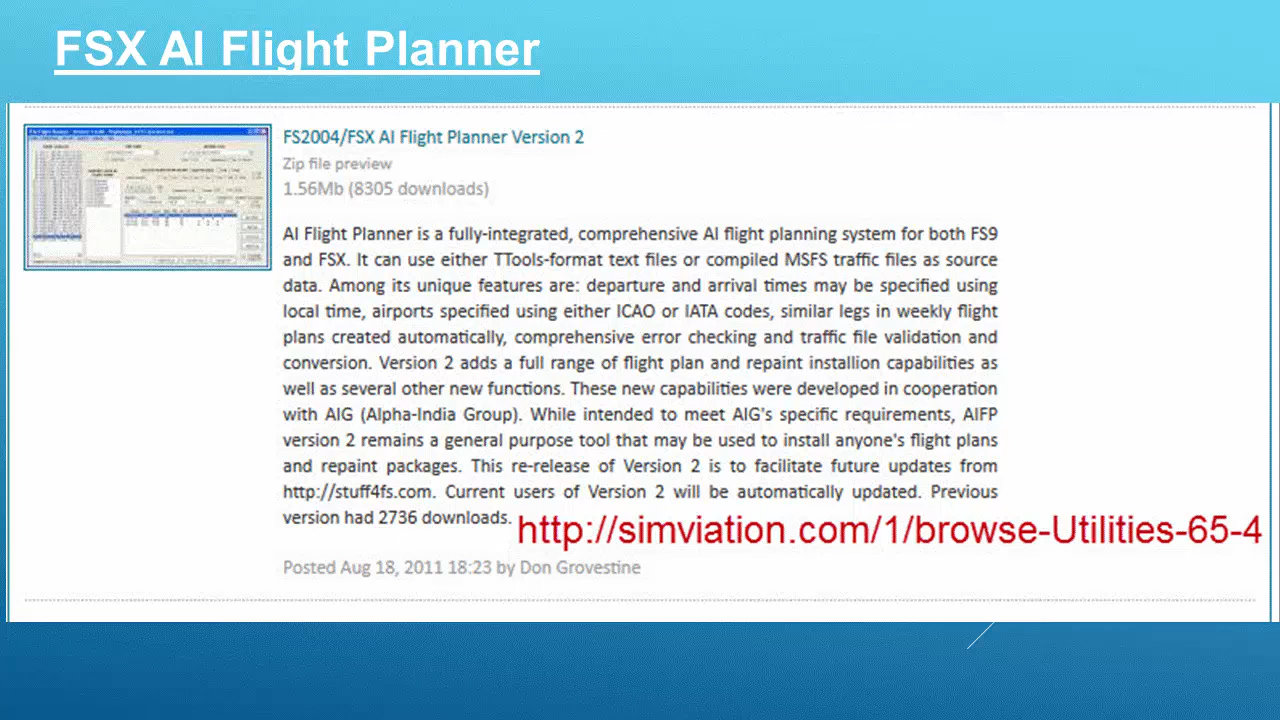 FSX AI Flight Planner
FS2004/FSX AI Flight Planner Version 2
Zip file preview
1.56Mb (8305 downloads)
AI Flight Planner is a fully-integrated, comprehensive AI flight planning system for both FS9
and FSX. It can use either TTools-format text files or compiled MSFS traffic files as source
data. Among its unique features are: departure and arrival times may be specified using
local time, airports specified using either ICAO or IATA codes, similar legs in weekly flight
plans created automatically, comprehensive error checking and traffic file validation and
conversion. Version 2 adds a full range of flight plan and repaint installion capabilities as
well as several other new functions. These new capabilities were developed in cooperation
with AIG (Alpha-India Group). While intended to meet AIG's specific requirements, AIFP
version 2 remains a general purpose tool that may be used to install anyone's flight plans
and repaint packages. This re-release of Version 2 is to facilitate future updates from
http://stuff4fs.com. Current users of Version 2 will be automatically updated. Previous
version had 2736 downloads.
http://simviation.com/1/browse-Utilities-65-4
Posted Aug 18, 2011 18:23 by Don Grovestine